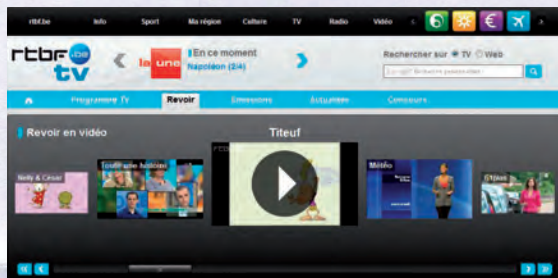 rtbf.be Info Sport Ma région Culture TV Radio Vidéo
rtbf.be
tv
la une
En ce moment
Napoléon (2/4)
Rechercher sur TV Web
Programme TV Revoir Emissions Actualités Concours
Revoir en vidéo
Titeuf
Nelly & César
Toute une histoire
Météo